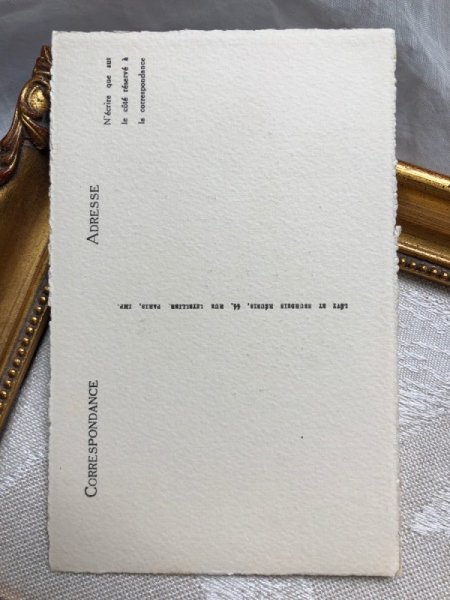 CORRESPONDANCE
ADRESSE
N'écrire que sur
le côté réservé à
la correspondance
LÉVY ET NEURDEIN RÉUNIS, 44, RUE LETELLIER, PARIS, IMP.